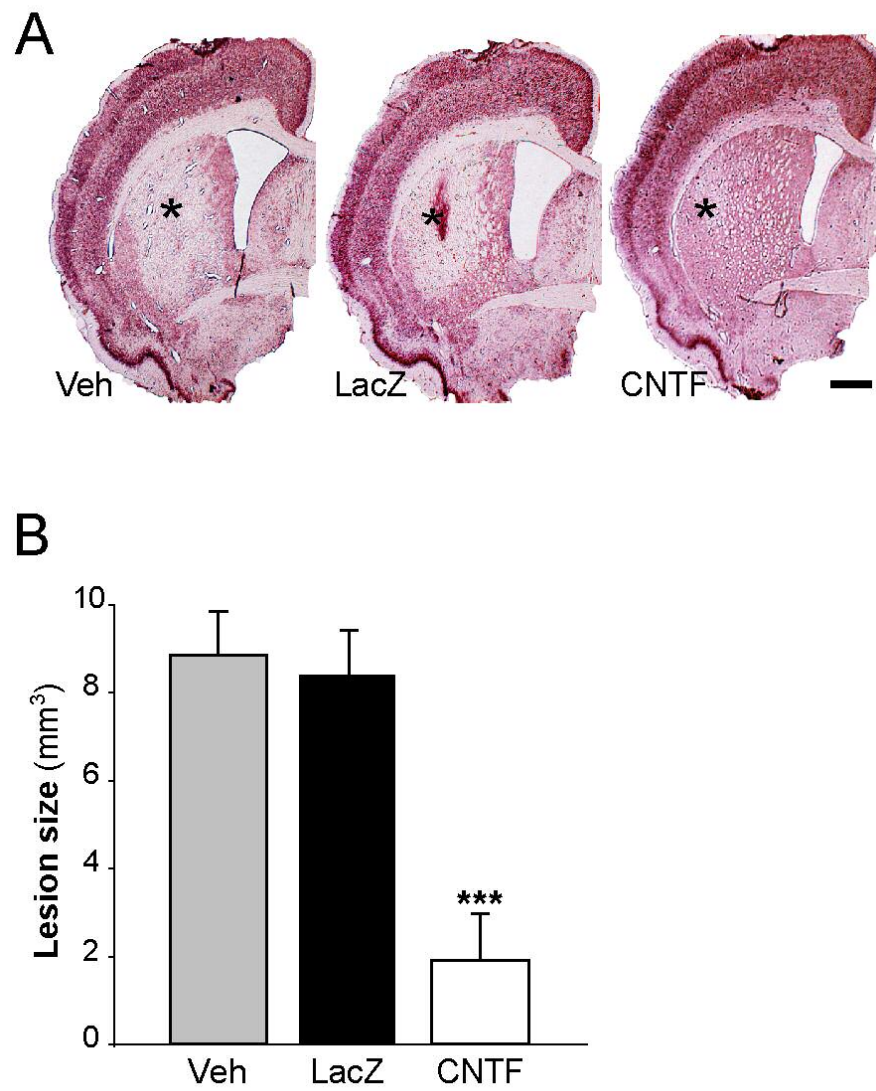 A
*
*
*
Veh
LacZ
CNTF
B
Lesion size (mm³)
10
8
6
4
2
0
***
Veh
LacZ
CNTF